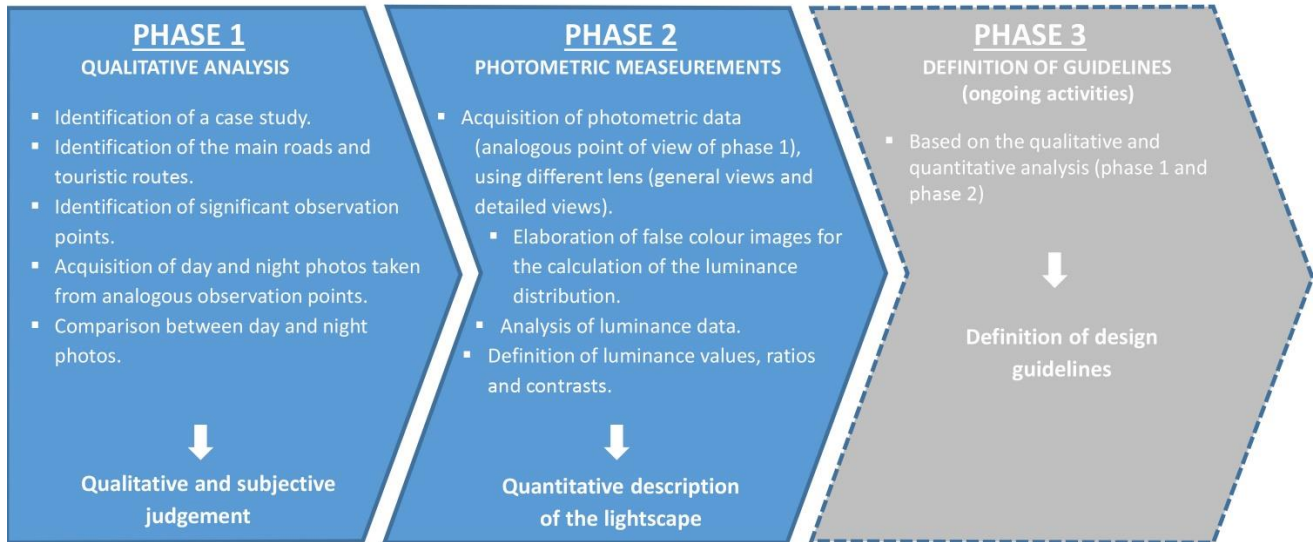 PHASE 1
QUALITATIVE ANALYSIS
▪ Identification of a case study.
▪ Identification of the main roads and
touristic routes.
▪ Identification of significant observation
points.
▪ Acquisition of day and night photos taken
from analogous observation points.
▪ Comparison between day and night
photos.
Qualitative and subjective
judgement
PHASE 2
PHOTOMETRIC MEASEUREMENTS
▪ Acquisition of photometric data
(analogous point of view of phase 1),
using different lens (general views and
detailed views).
▪ Elaboration of false colour images for
the calculation of the luminance
distribution.
▪ Analysis of luminance data.
▪ Definition of luminance values, ratios
and contrasts.
Quantitative description
of the lightscape
PHASE 3
DEFINITION OF GUIDELINES
(ongoing activities)
▪ Based on the qualitative and
quantitative analysis (phase 1 and
phase 2)
Definition of design
guidelines